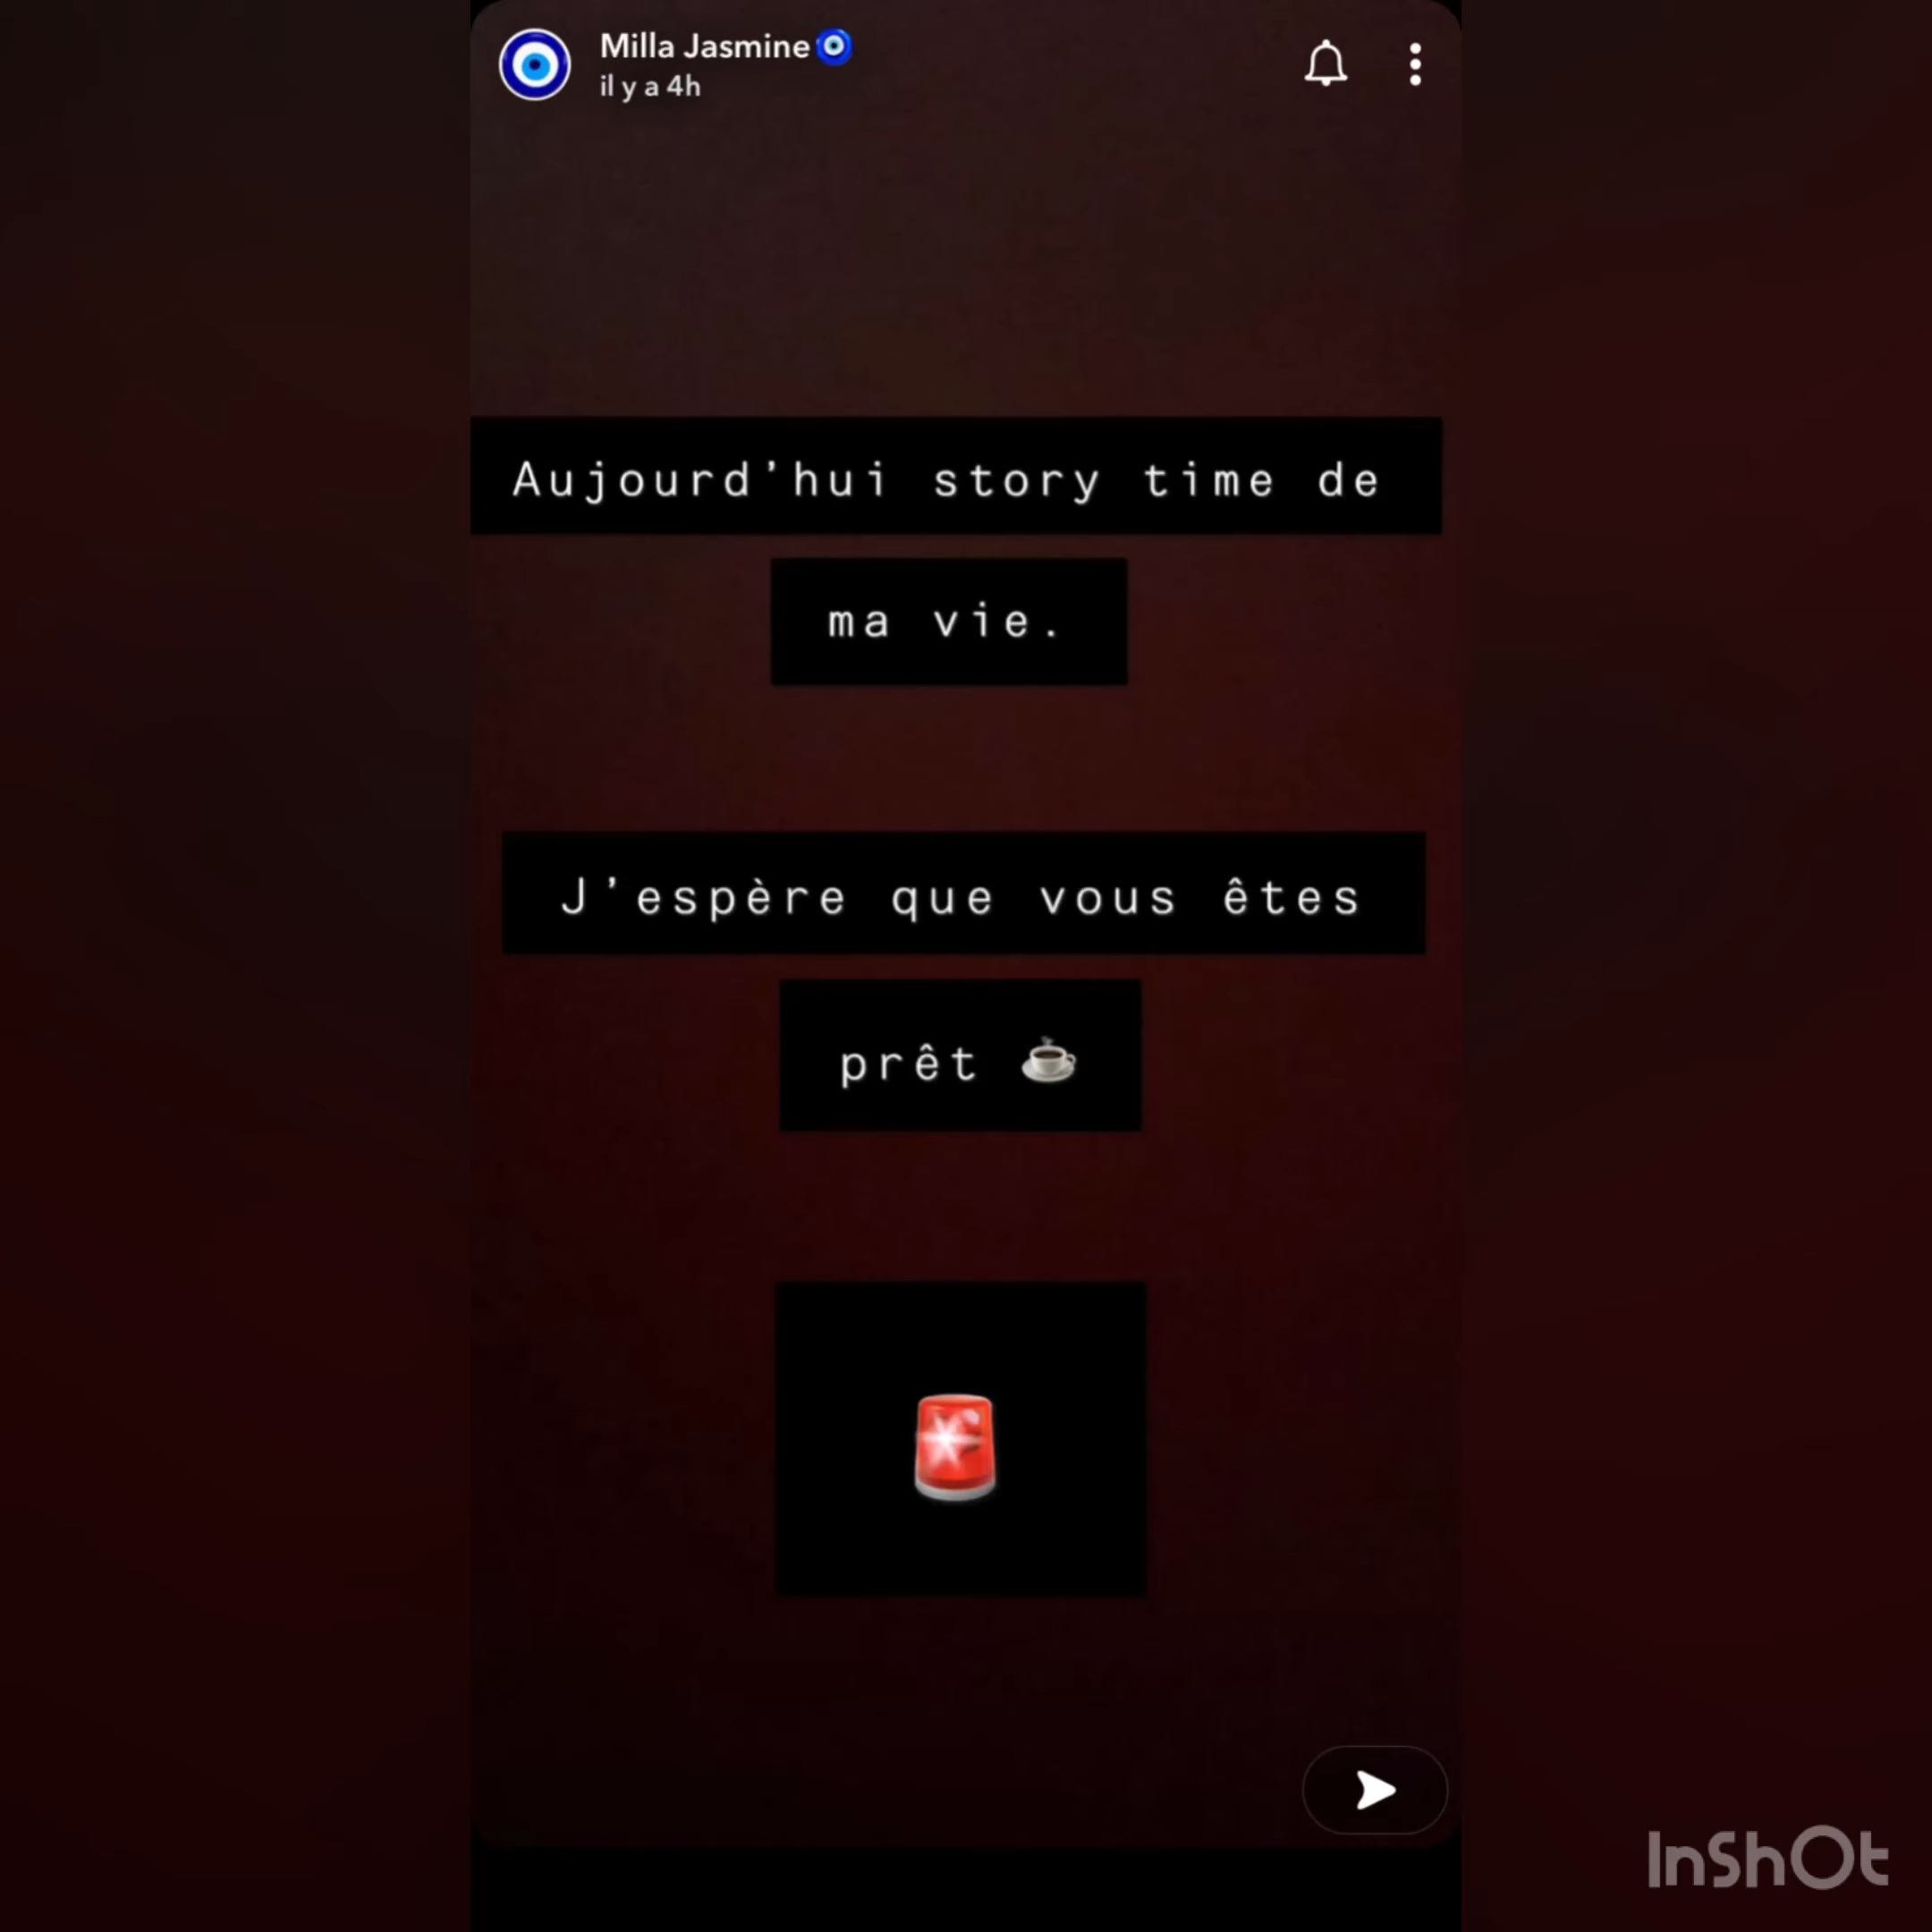 Milla Jasmine🧿
il y a 4h
Aujourd’hui story time de
ma vie.
J’espère que vous êtes
prêt ☕
🚨
InShOt